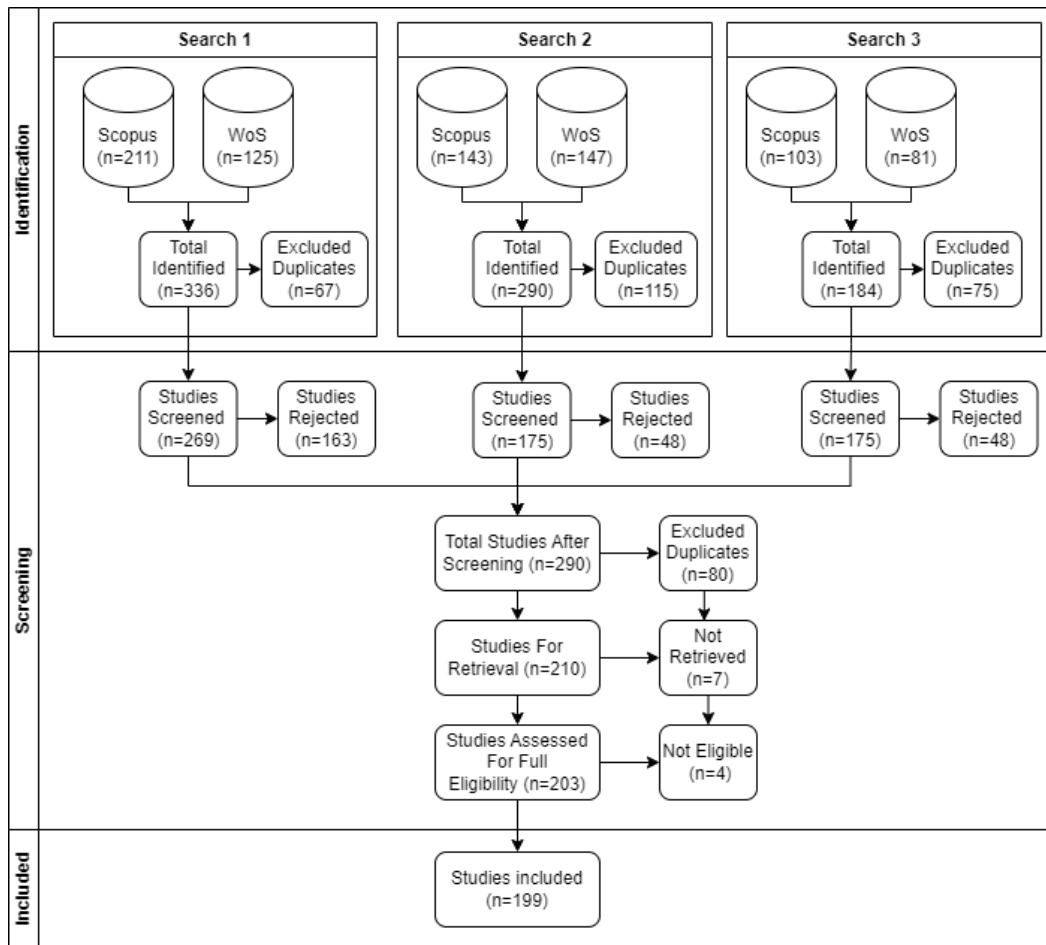 Identification
Search 1
Scopus
(n=211)
WoS
(n=125)
Total
Identified
(n=336)
Excluded
Duplicates
(n=67)
Search 2
Scopus
(n=143)
WoS
(n=147)
Total
Identified
(n=290)
Excluded
Duplicates
(n=115)
Search 3
Scopus
(n=103)
WoS
(n=81)
Total
Identified
(n=184)
Excluded
Duplicates
(n=75)
Screening
Studies
Screened
(n=269)
Studies
Rejected
(n=163)
Studies
Screened
(n=175)
Studies
Rejected
(n=48)
Studies
Screened
(n=175)
Studies
Rejected
(n=48)
Total Studies After
Screening (n=290)
Excluded
Duplicates
(n=80)
Studies For
Retrieval (n=210)
Not
Retrieved
(n=7)
Studies Assessed
For Full
Eligibility (n=203)
Not Eligible
(n=4)
Included
Studies included
(n=199)